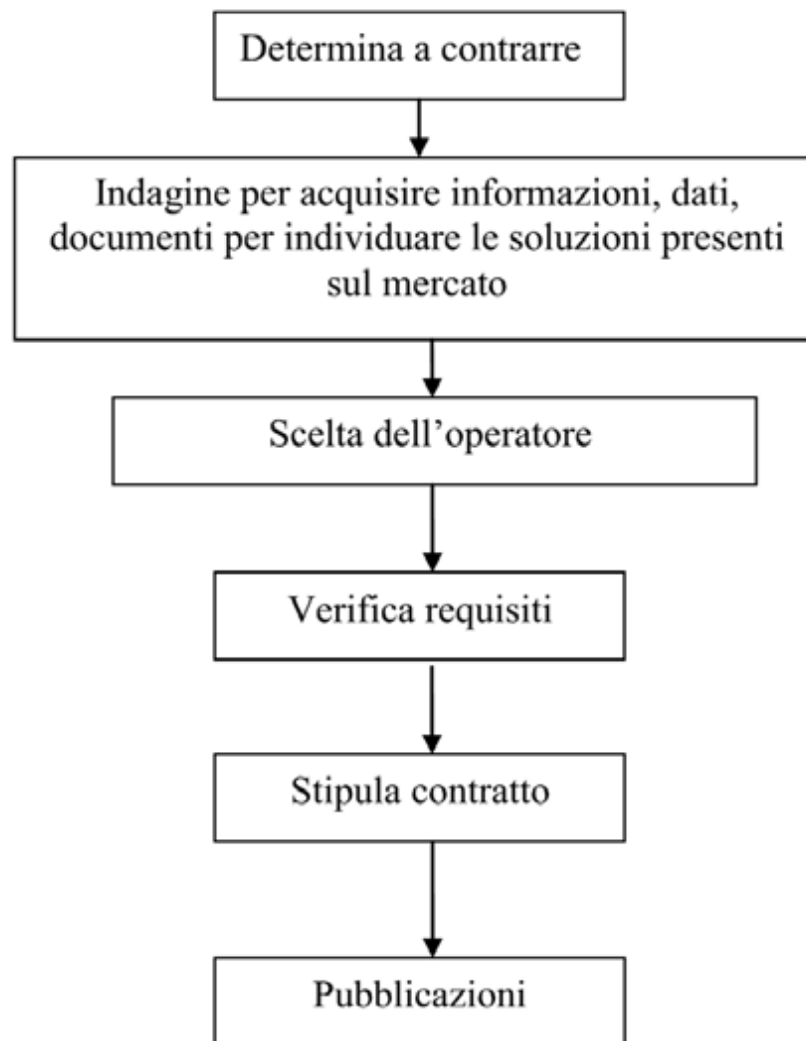 Determina a contrarre
Indagine per acquisire informazioni, dati,
documenti per individuare le soluzioni presenti
sul mercato
Scelta dell’operatore
Verifica requisiti
Stipula contratto
Pubblicazioni